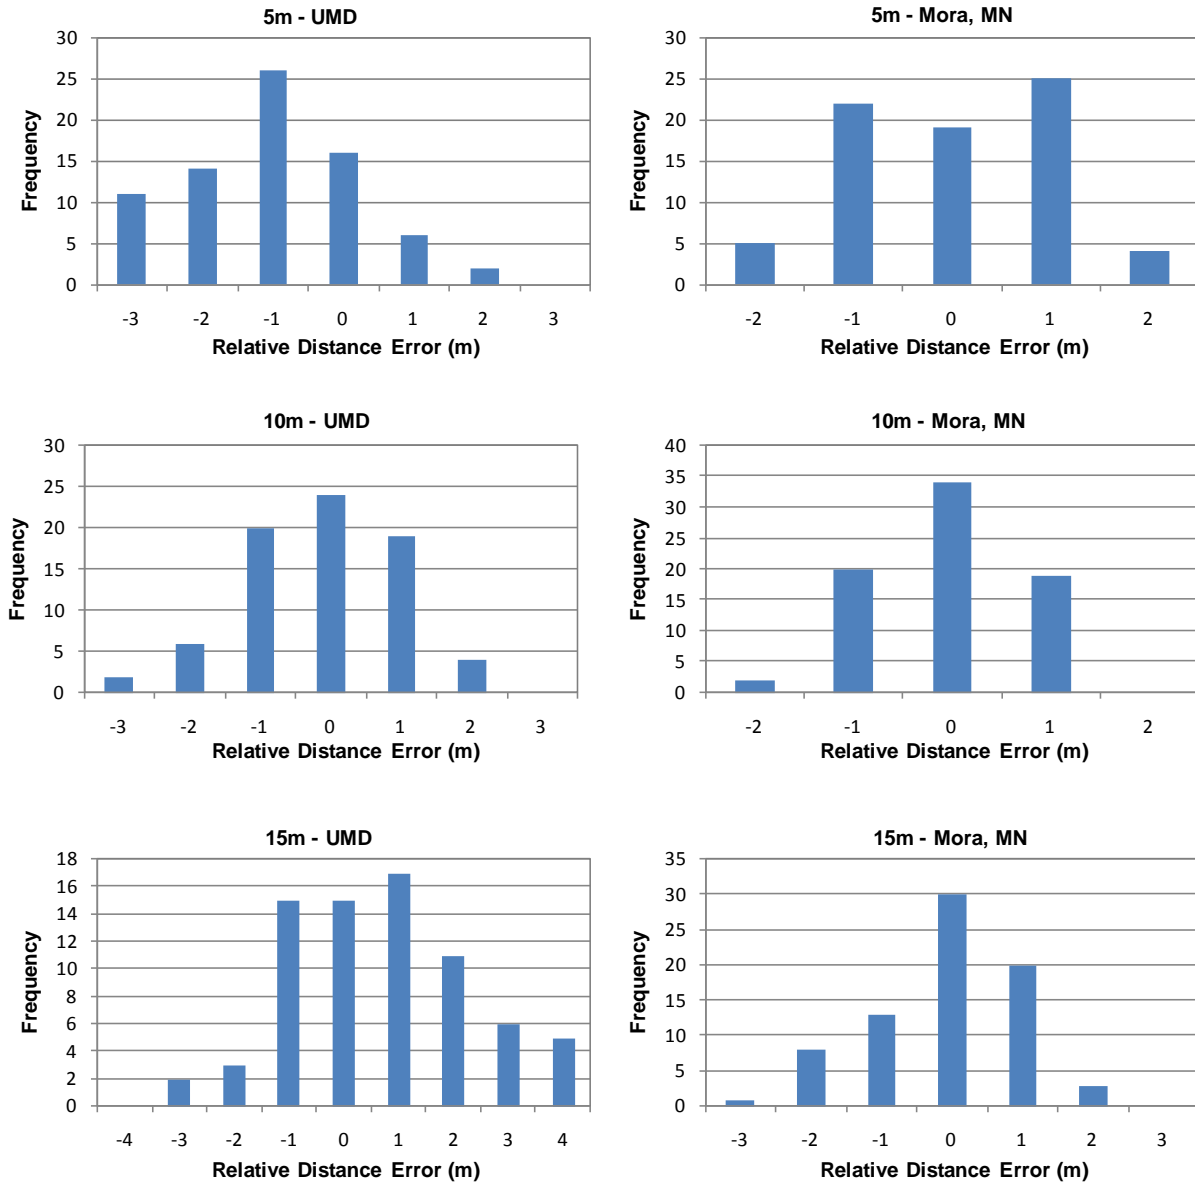 5m - UMD
30
25
20
15
10
5
0
Frequency
-3 -2 -1 0 1 2 3
Relative Distance Error (m)
5m - Mora, MN
30
25
20
15
10
5
0
Frequency
-2 -1 0 1 2
Relative Distance Error (m)
10m - UMD
30
25
20
15
10
5
0
Frequency
-3 -2 -1 0 1 2 3
Relative Distance Error (m)
10m - Mora, MN
40
35
30
25
20
15
10
5
0
Frequency
-2 -1 0 1 2
Relative Distance Error (m)
15m - UMD
18
16
14
12
10
8
6
4
2
0
Frequency
-4 -3 -2 -1 0 1 2 3 4
Relative Distance Error (m)
15m - Mora, MN
35
30
25
20
15
10
5
0
Frequency
-3 -2 -1 0 1 2 3
Relative Distance Error (m)